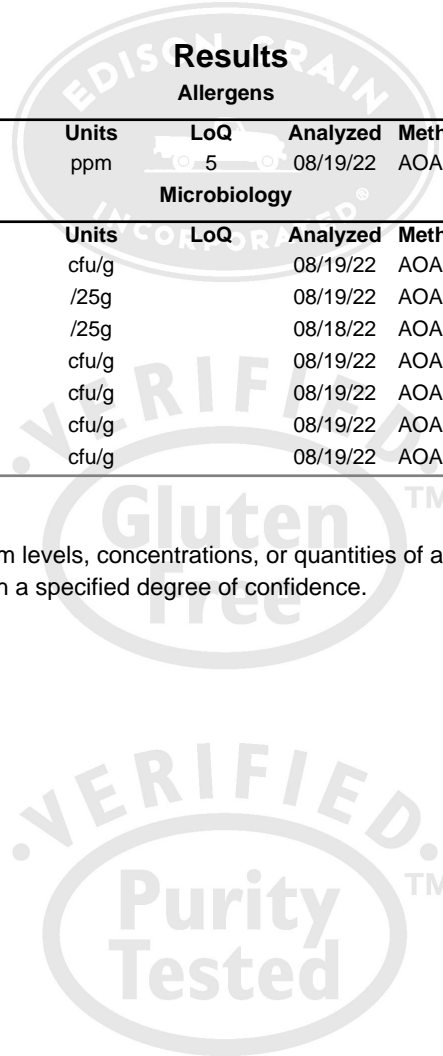 EDISON GRAIN
Results
Allergens
Units LoQ Analyzed Meth
ppm 5 08/19/22 AOA
Microbiology
INCORPORATED®
Units LoQ Analyzed Meth
cfu/g 08/19/22 AOA
/25g 08/19/22 AOA
/25g 08/18/22 AOA
cfu/g 08/19/22 AOA
cfu/g 08/19/22 AOA
cfu/g 08/19/22 AOA
cfu/g 08/19/22 AOA
·VERIFIED·
Gluten TM
Free
m levels, concentrations, or quantities of a
n a specified degree of confidence.
·VERIFIED·
Purity TM
Tested